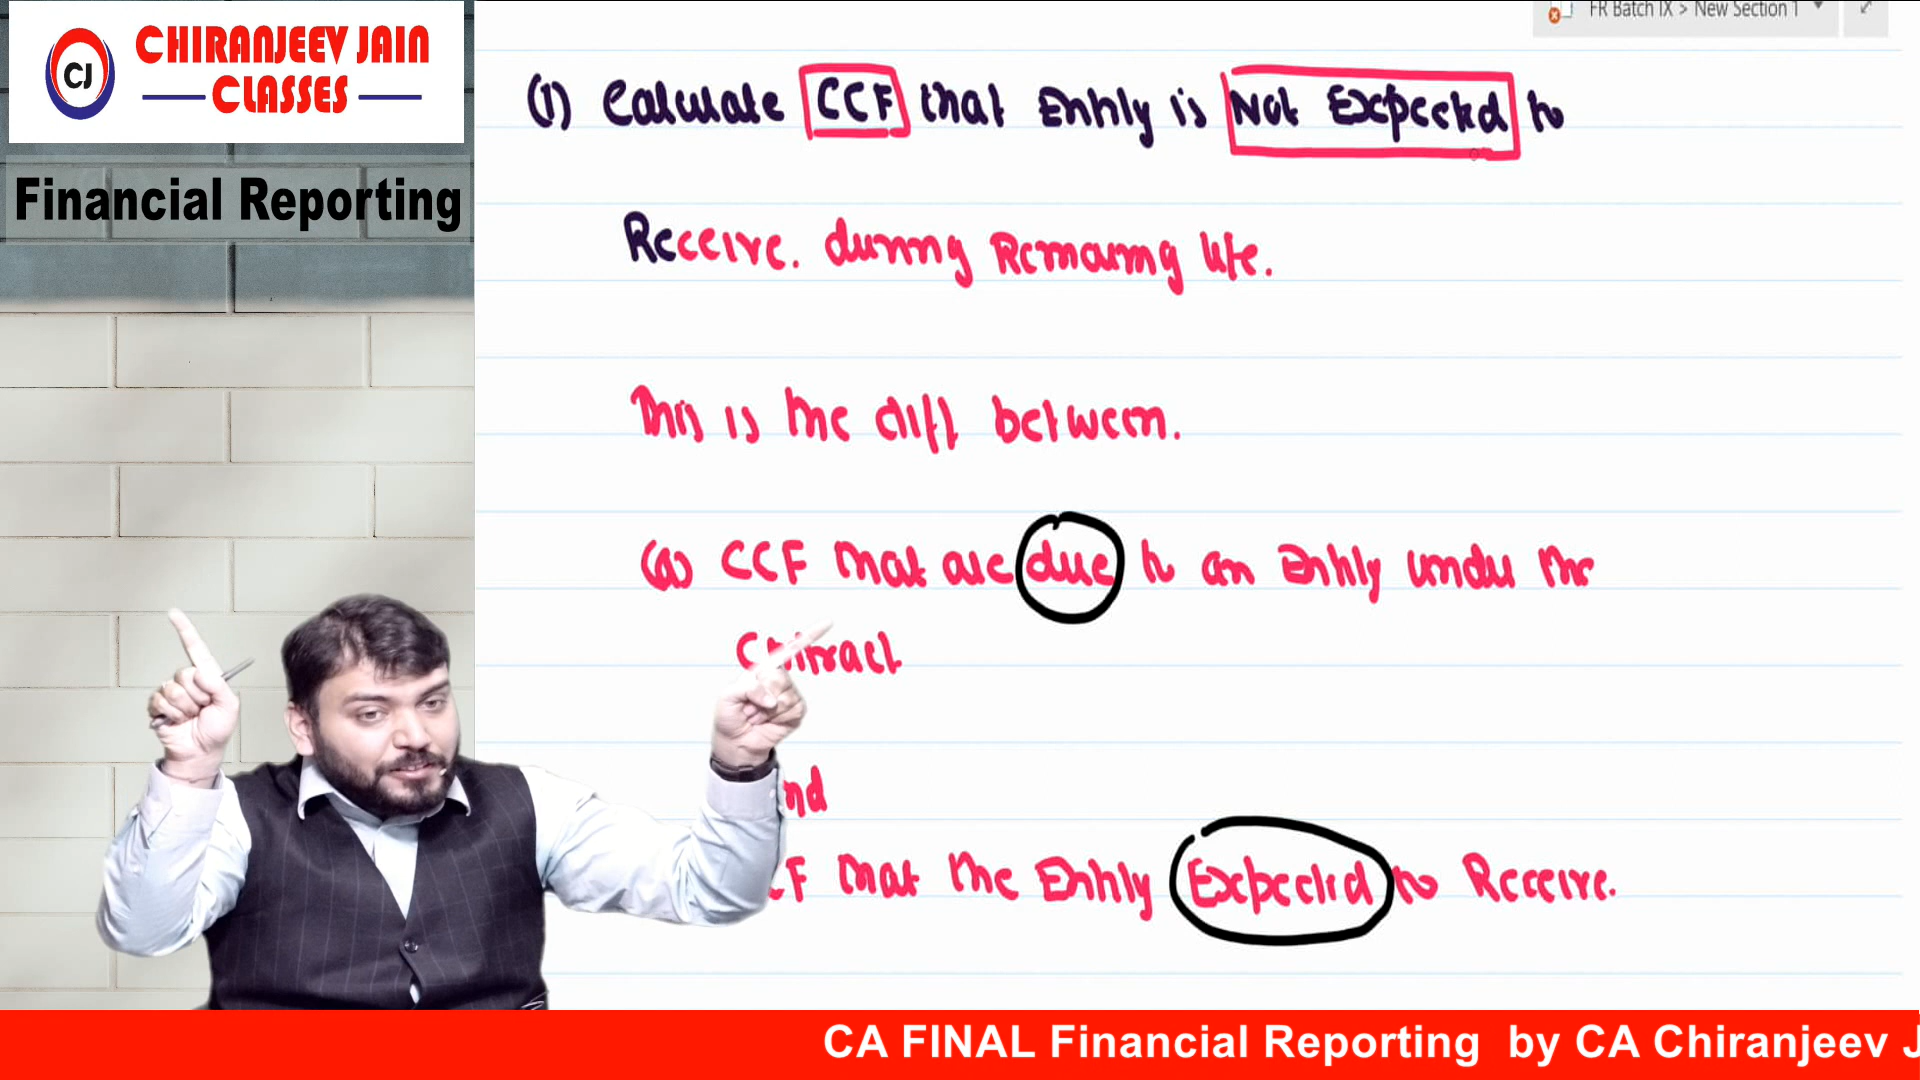 CHIRANJEEV JAIN
CJ
CLASSES
Financial Reporting
FR Batch IX > New Section 1
(1) Calculate CCF that Entity is Not Expected to
Receive. during Remaining life.
This is the diff between.
(a) CCF that are due to an Entity under the
Contract
nd
CF that the Entity Expected to Receive.
CA FINAL Financial Reporting by CA Chiranjeev J